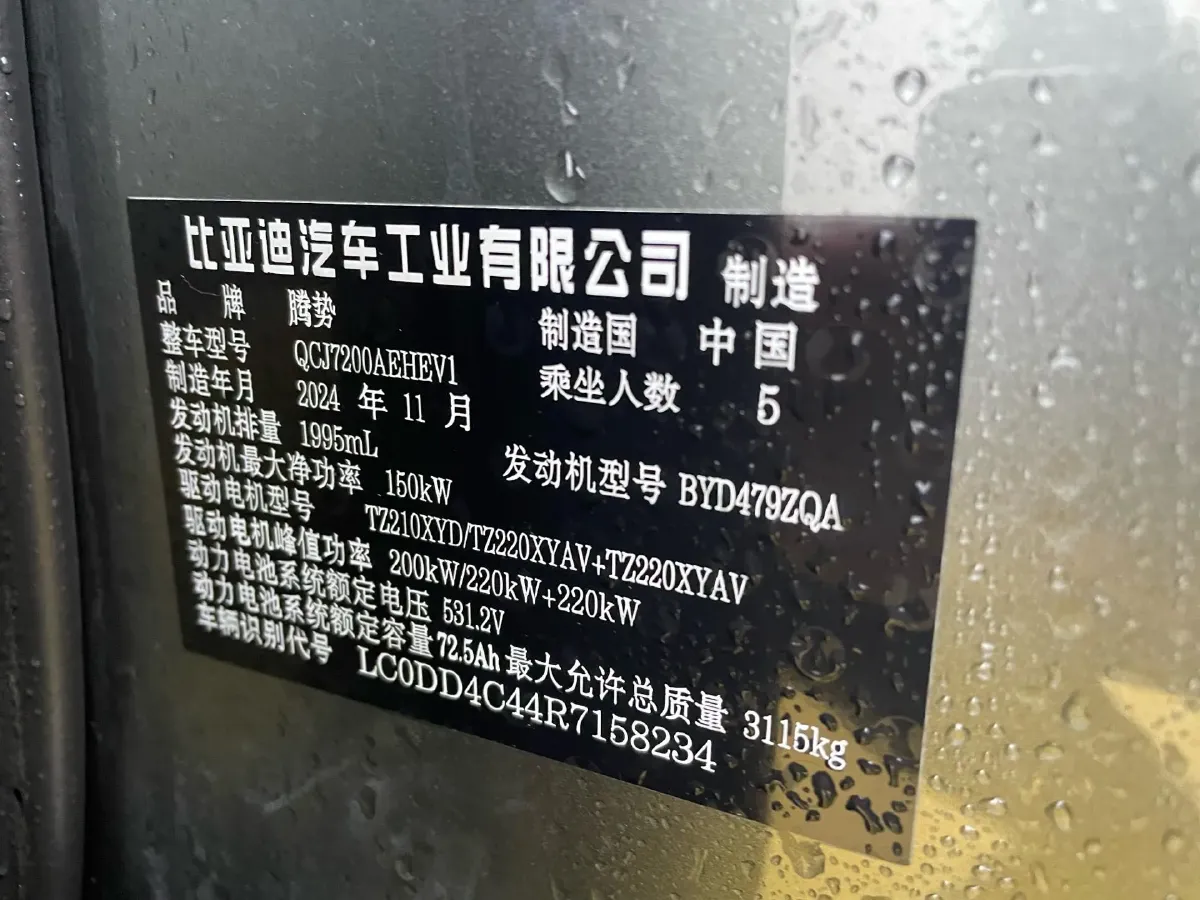 比亚迪汽车工业有限公司 制造
品 牌 腾势 制造国 中国
整车型号 QCJ7200AEHEV1 乘坐人数 5
制造年月 2024 年 11 月
发动机排量 1995mL 发动机型号 BYD479ZQA
发动机最大净功率 150kW
驱动电机型号 TZ210XYD/TZ220XYAV+TZ220XYAV
驱动电机峰值功率 200kW/220kW+220kW
动力电池系统额定电压 531.2V
动力电池系统额定容量 72.5Ah 最大允许总质量 3115kg
车辆识别代号 LC0DD4C44R7158234